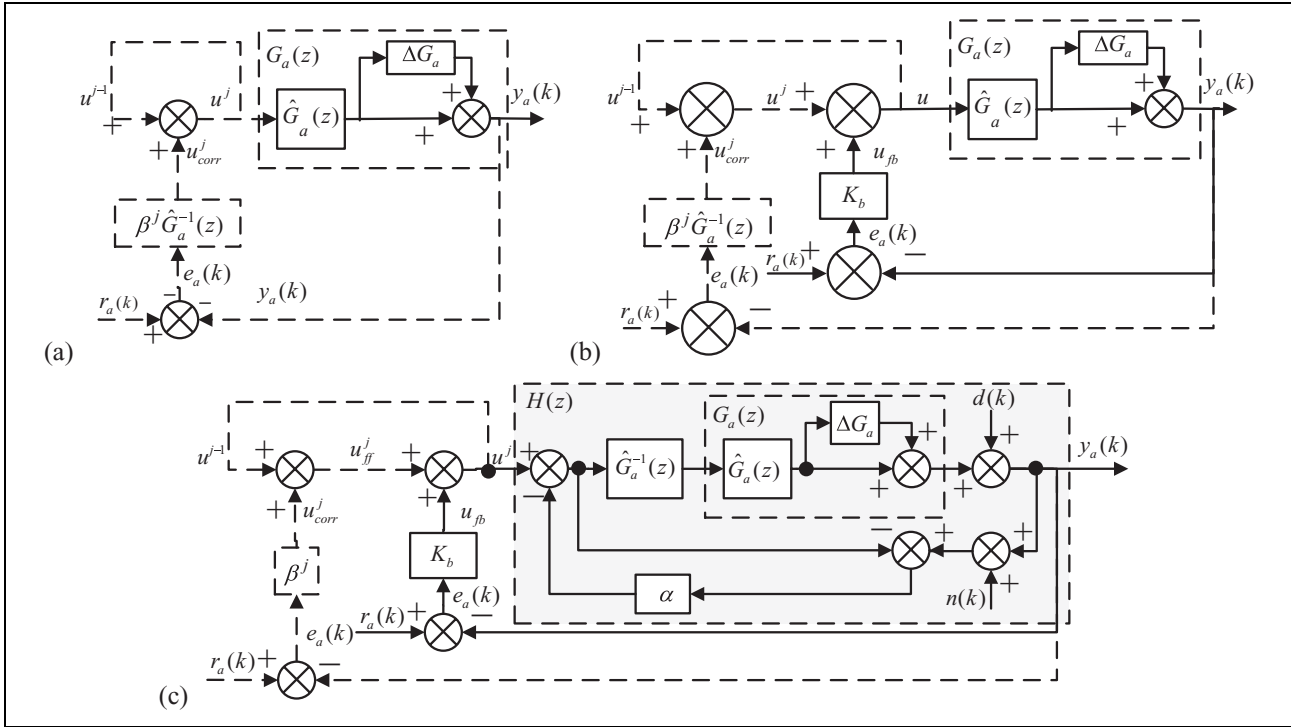 G_a(z)
ΔG_a
y_a(k)
u^{j-1}
u^j
+
+
+
+
Ĝ_a(z)
u^j_{corr}
β^j Ĝ_a^{-1}(z)
e_a(k)
r_a(k)
−
−
+
y_a(k)
(a)
G_a(z)
ΔG_a
y_a(k)
u^{j-1}
u^j
+
+
+
+
+
+
u
Ĝ_a(z)
u^j_{corr}
u_{fb}
K_b
β^j Ĝ_a^{-1}(z)
e_a(k)
e_a(k)
r_a(k)
+
−
r_a(k)
+
−
(b)
H(z)
G_a(z)
ΔG_a
d(k)
y_a(k)
u^{j-1}
+
+
u^j_{ff}
+
+
u^j
+
−
Ĝ_a^{-1}(z)
Ĝ_a(z)
+
+
+
+
u^j_{corr}
u_{fb}
β^j
K_b
α
−
+
+
+
n(k)
e_a(k)
e_a(k)
r_a(k)
+
−
r_a(k)
+
−
(c)